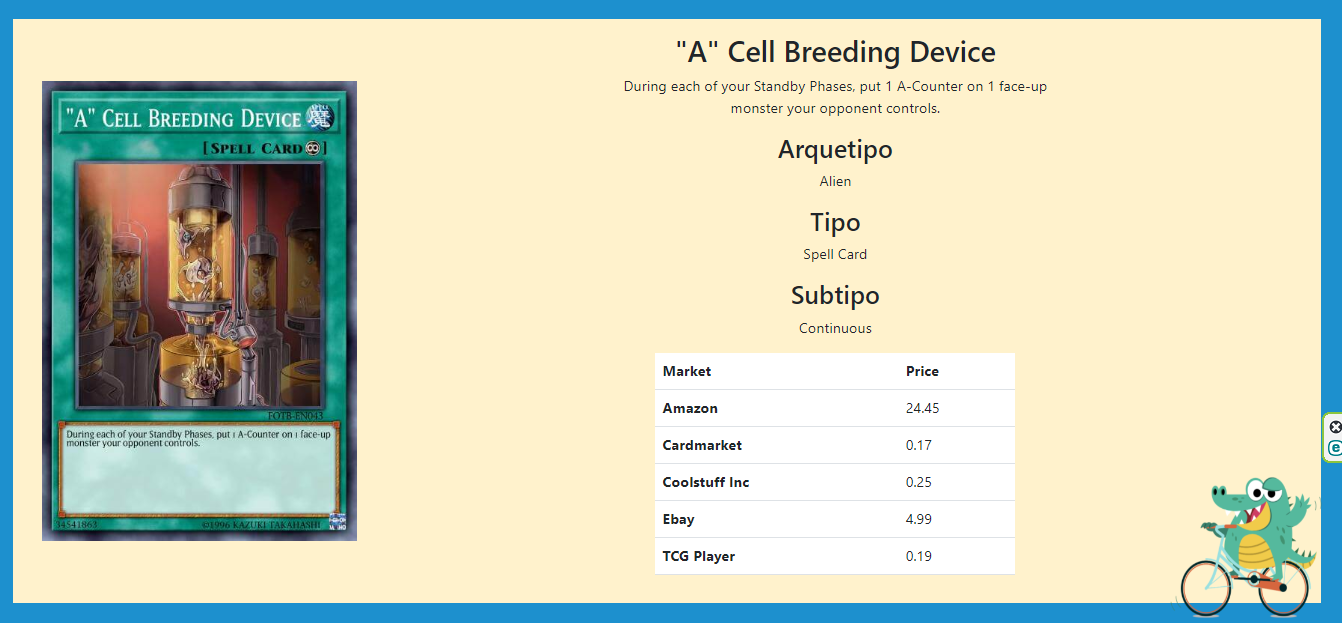 "A" CELL BREEDING DEVICE
[SPELL CARD]
FOTB-EN043
During each of your Standby Phases, put 1 A-Counter on 1 face-up
monster your opponent controls.
34541863
©1996 KAZUKI TAKAHASHI
"A" Cell Breeding Device
During each of your Standby Phases, put 1 A-Counter on 1 face-up
monster your opponent controls.
Arquetipo
Alien
Tipo
Spell Card
Subtipo
Continuous
Market Price
Amazon 24.45
Cardmarket 0.17
Coolstuff Inc 0.25
Ebay 4.99
TCG Player 0.19